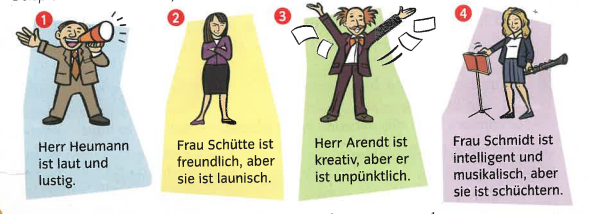 1
Herr Heumann
ist laut und
lustig.
2
Frau Schütte ist
freundlich, aber
sie ist launisch.
3
Herr Arendt ist
kreativ, aber er
ist unpünktlich.
4
Frau Schmidt ist
intelligent und
musikalisch, aber
sie ist schüchtern.